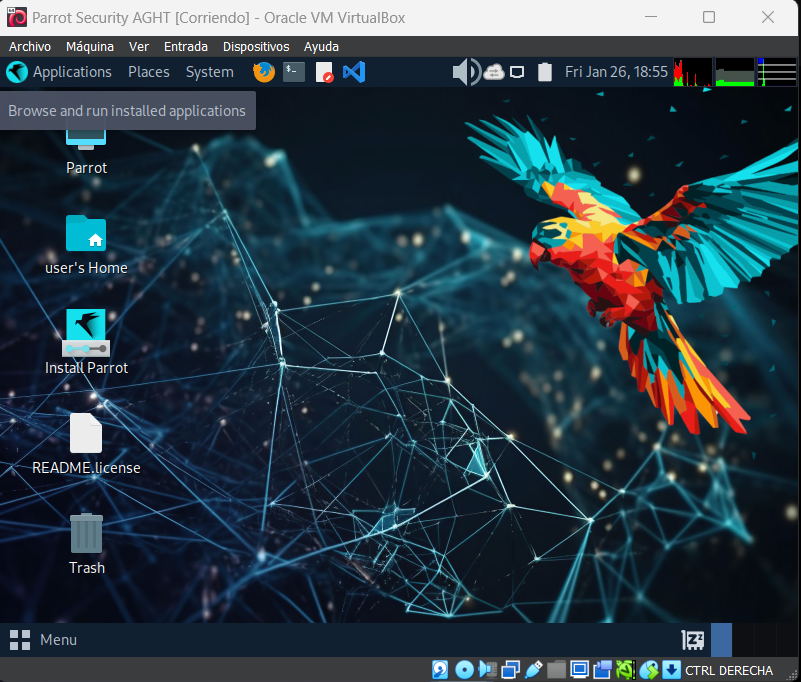 Parrot Security AGHT [Corriendo] - Oracle VM VirtualBox
Archivo Máquina Ver Entrada Dispositivos Ayuda
Applications Places System Fri Jan 26, 18:55
Browse and run installed applications
Parrot
user's Home
Install Parrot
README.license
Trash
Menu
CTRL DERECHA